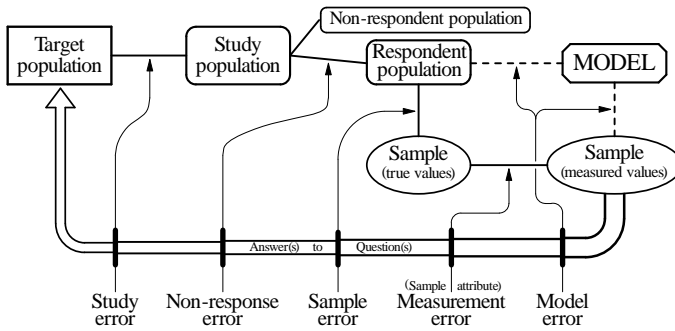 Non-respondent population
Target
population
Study
population
Respondent
population
MODEL
Sample
(true values)
Sample
(measured values)
Answer(s) to Question(s)
Study
error
Non-response
error
Sample
error
(Sample attribute)
Measurement
error
Model
error